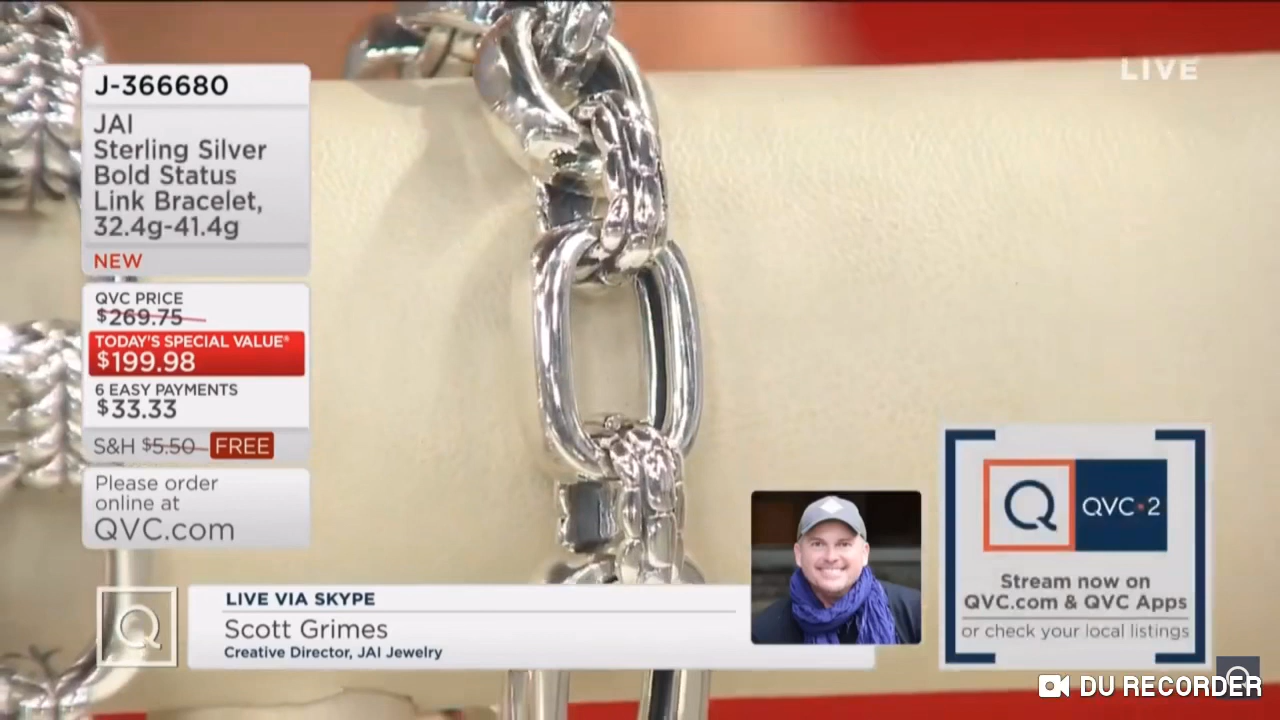 J-366680
JAI
Sterling Silver
Bold Status
Link Bracelet,
32.4g-41.4g
NEW
QVC PRICE
$269.75
TODAY'S SPECIAL VALUE®
$199.98
6 EASY PAYMENTS
$33.33
S&H $5.50 FREE
Please order
online at
QVC.com
LIVE VIA SKYPE
Scott Grimes
Creative Director, JAI Jewelry
LIVE
Q QVC•2
Stream now on
QVC.com & QVC Apps
or check your local listings
DU RECORDER